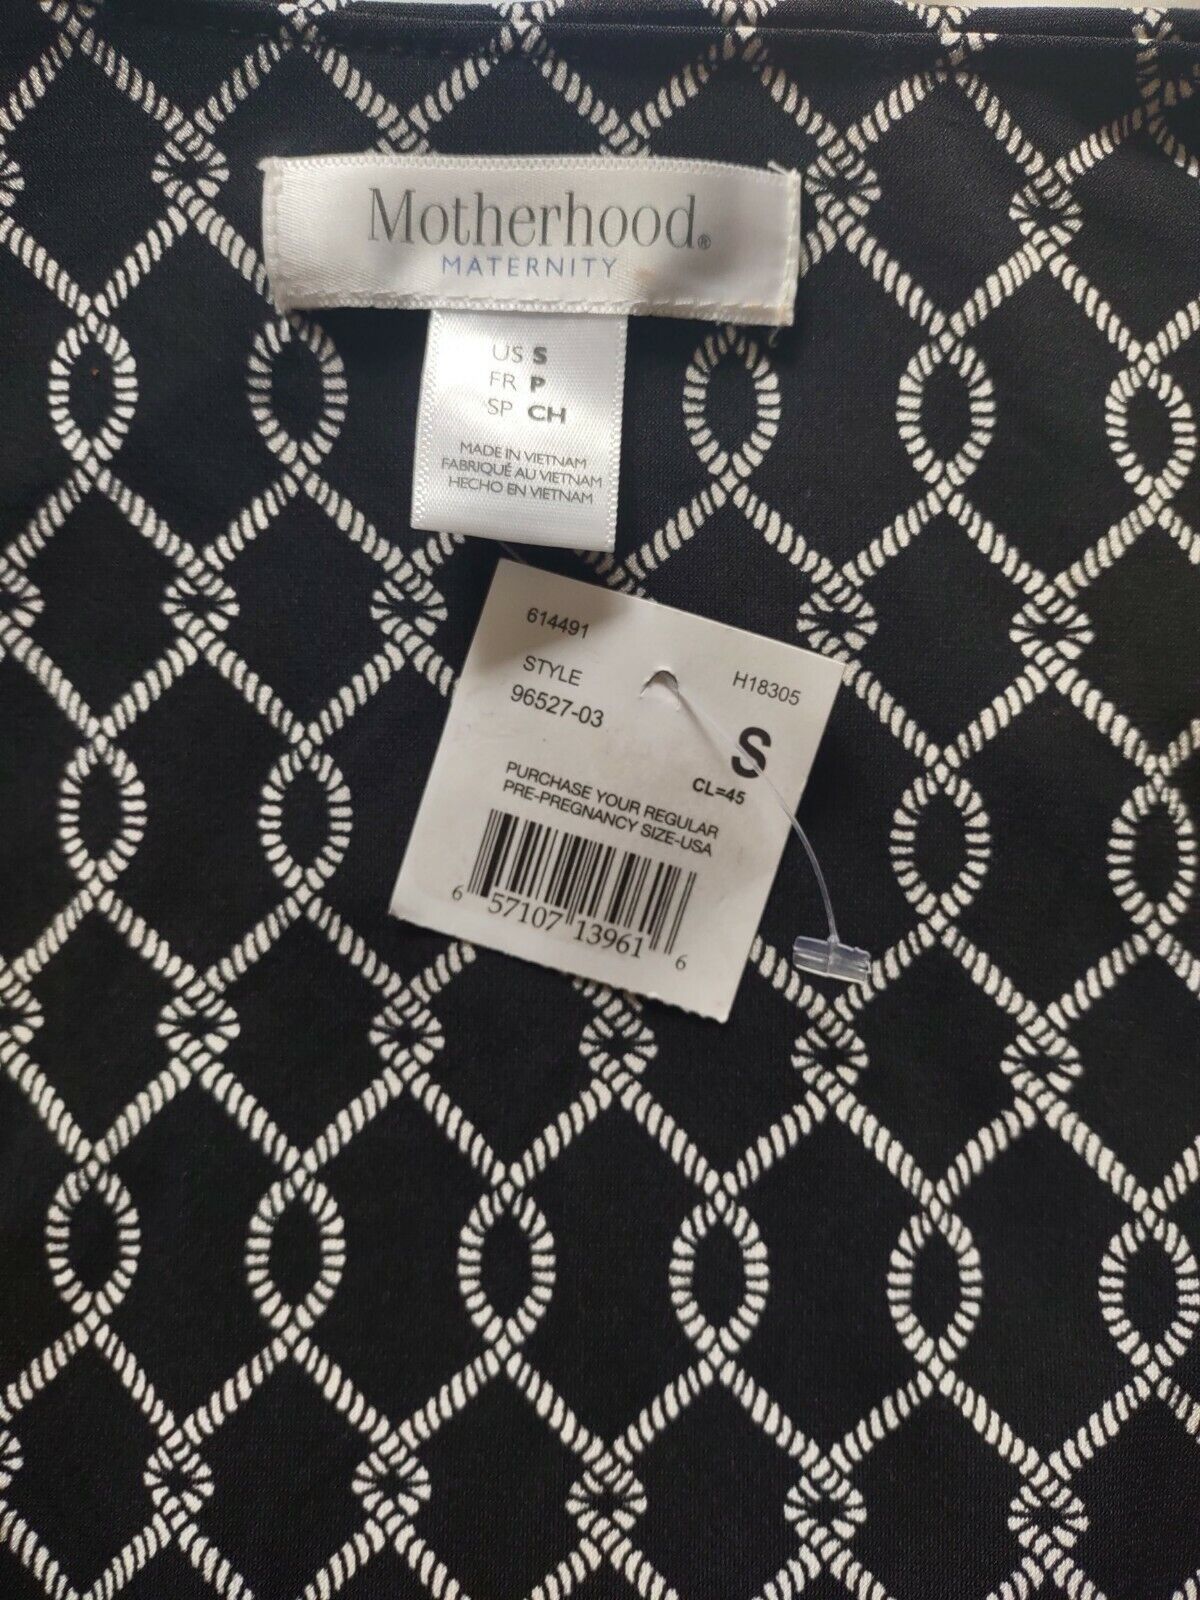 Motherhood®
MATERNITY
US S
FR P
SP CH
MADE IN VIETNAM
FABRIQUÉ AU VIETNAM
HECHO EN VIETNAM
614491
STYLE
H18305
96527-03
S
CL=45
PURCHASE YOUR REGULAR
PRE-PREGNANCY SIZE-USA
6 57107 13961 6